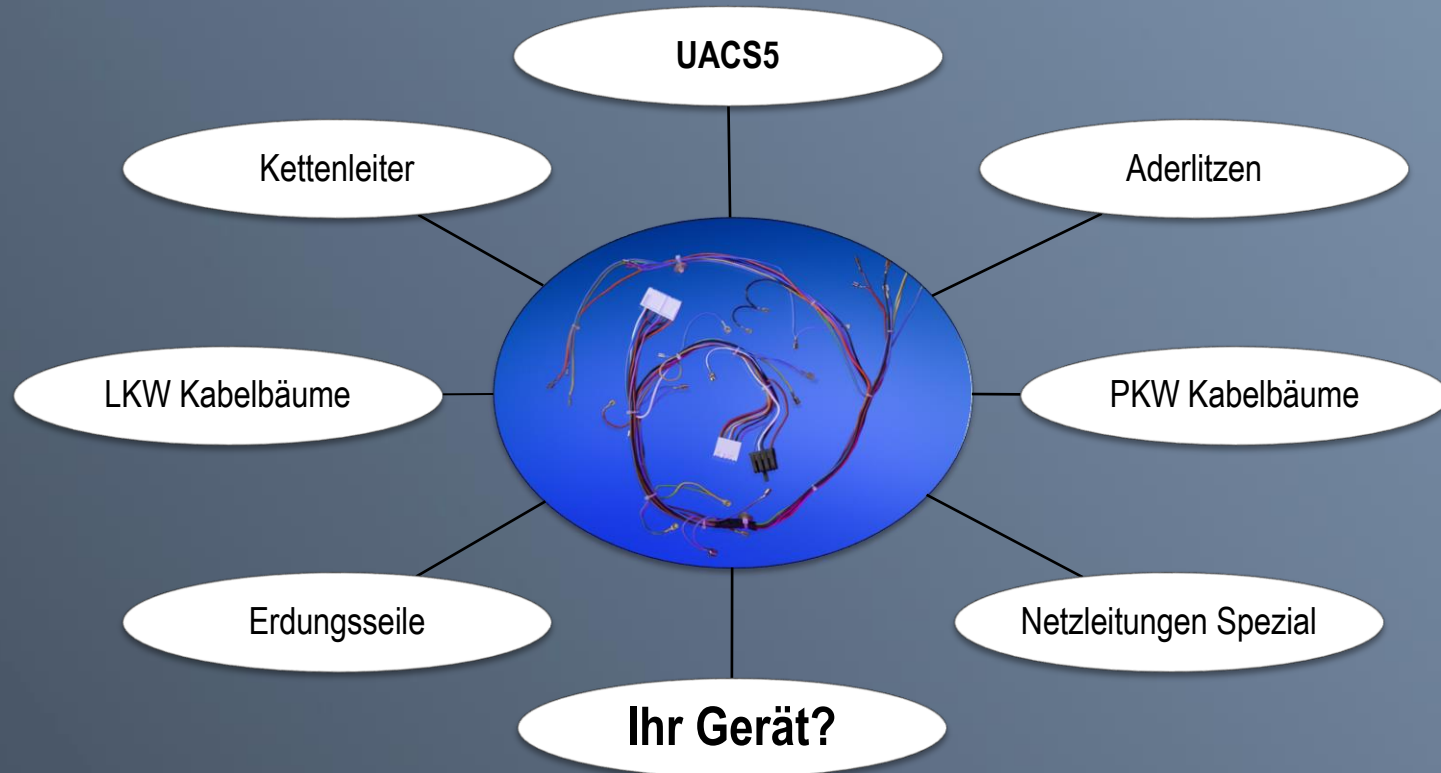 UACS5
Kettenleiter
Aderlitzen
LKW Kabelbäume
PKW Kabelbäume
Erdungsseile
Netzleitungen Spezial
Ihr Gerät?